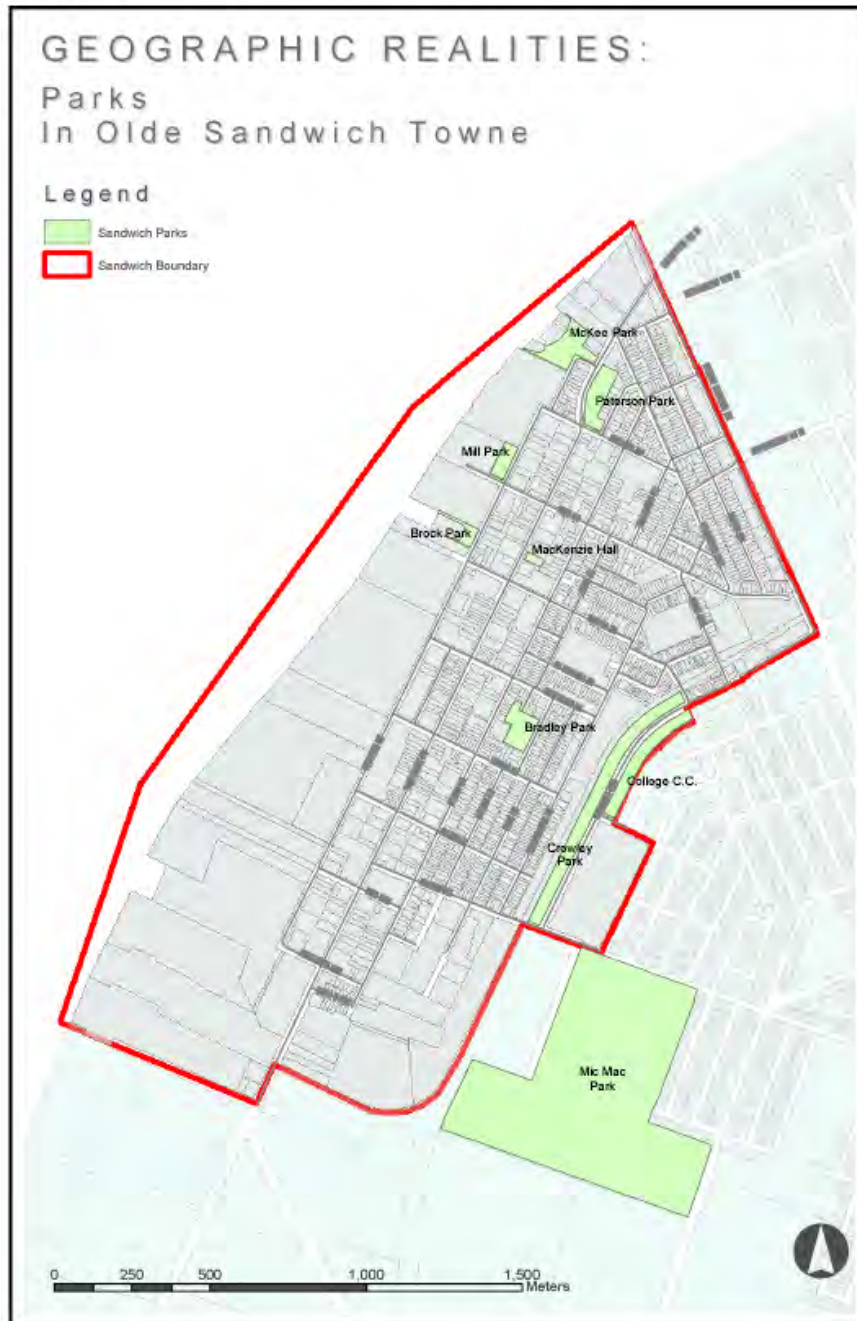 GEOGRAPHIC REALITIES:
Parks
In Olde Sandwich Towne
Legend
Sandwich Parks
Sandwich Boundary
McKee Park
Paterson Park
Mill Park
Brock Park
MacKenzie Hall
Bradley Park
College C.C.
Crowley
Park
Mic Mac
Park
0 250 500 1,000 1,500
Meters